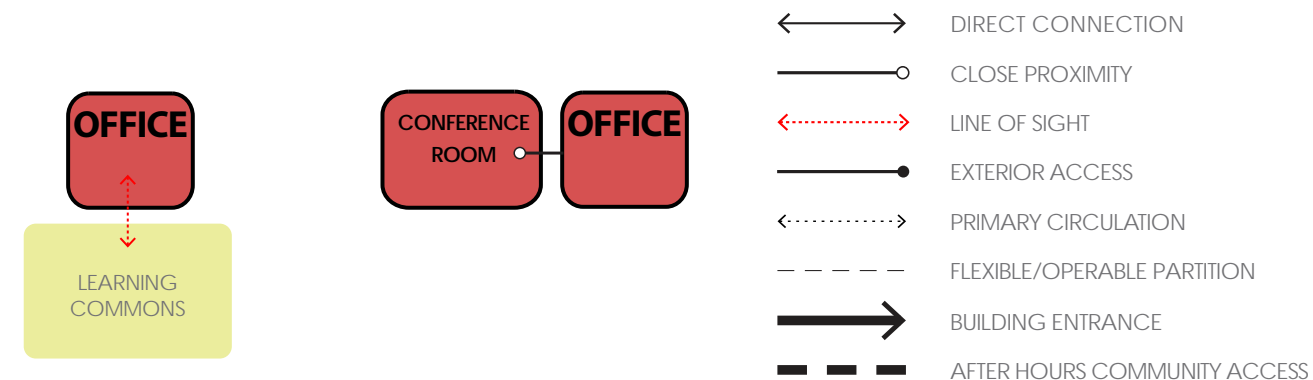 OFFICE
LEARNING
COMMONS
CONFERENCE
ROOM
OFFICE
DIRECT CONNECTION
CLOSE PROXIMITY
LINE OF SIGHT
EXTERIOR ACCESS
PRIMARY CIRCULATION
FLEXIBLE/OPERABLE PARTITION
BUILDING ENTRANCE
AFTER HOURS COMMUNITY ACCESS